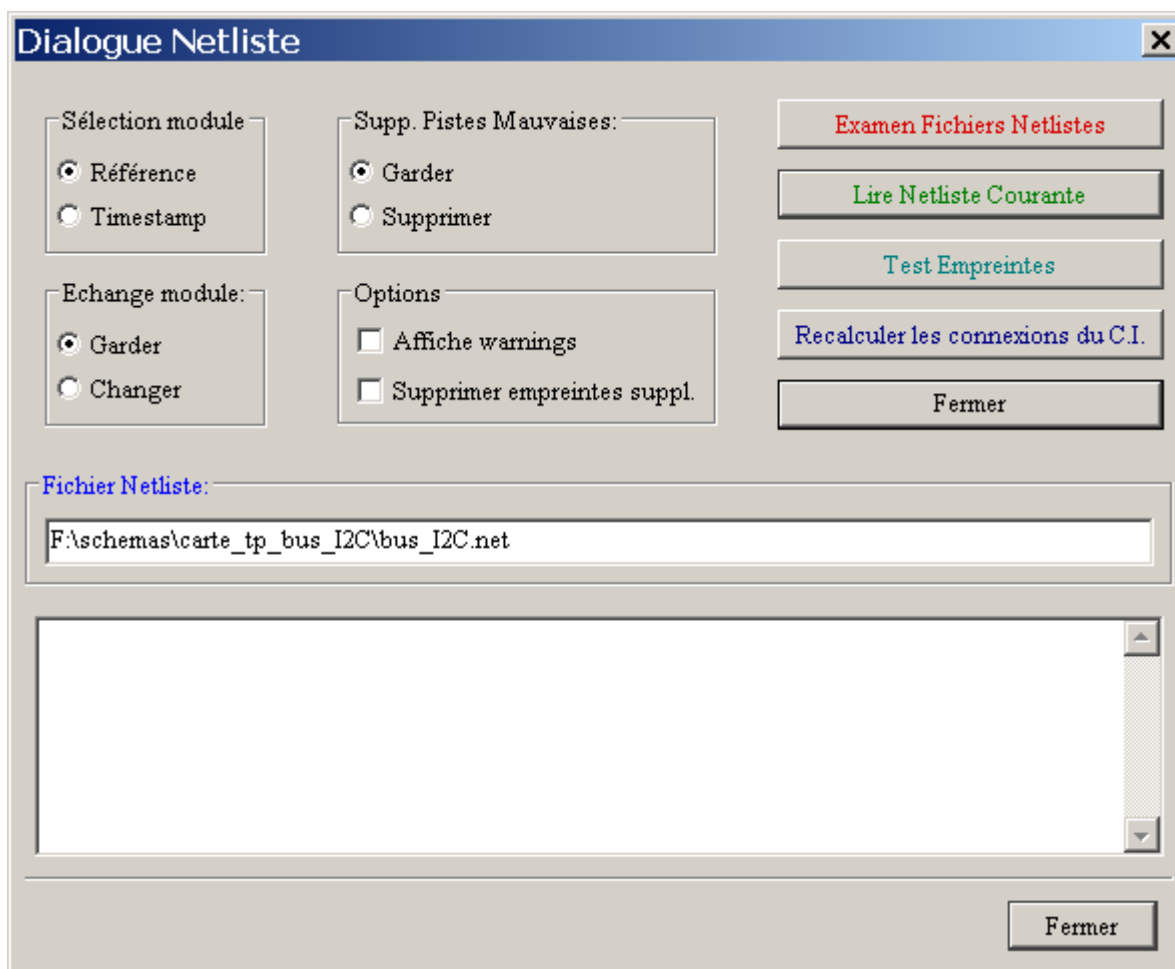 Dialogue Netliste
Sélection module
Référence
Timestamp
Supp. Pistes Mauvaises:
Garder
Supprimer
Examen Fichiers Netlistes
Lire Netliste Courante
Test Empreintes
Recalculer les connexions du C.I.
Fermer
Echange module:
Garder
Changer
Options
Affiche warnings
Supprimer empreintes suppl.
Fichier Netliste:
F:\schemas\carte_tp_bus_I2C\bus_I2C.net
Fermer